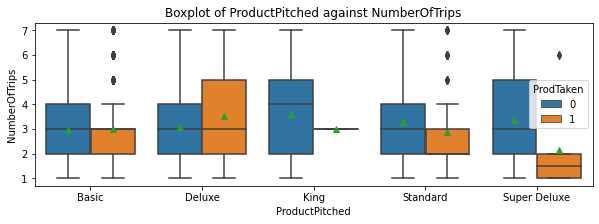 Boxplot of ProductPitched against NumberOfTrips
NumberOfTrips
7
6
5
4
3
2
1
ProdTaken
0
1
Basic
Deluxe
King
Standard
Super Deluxe
ProductPitched